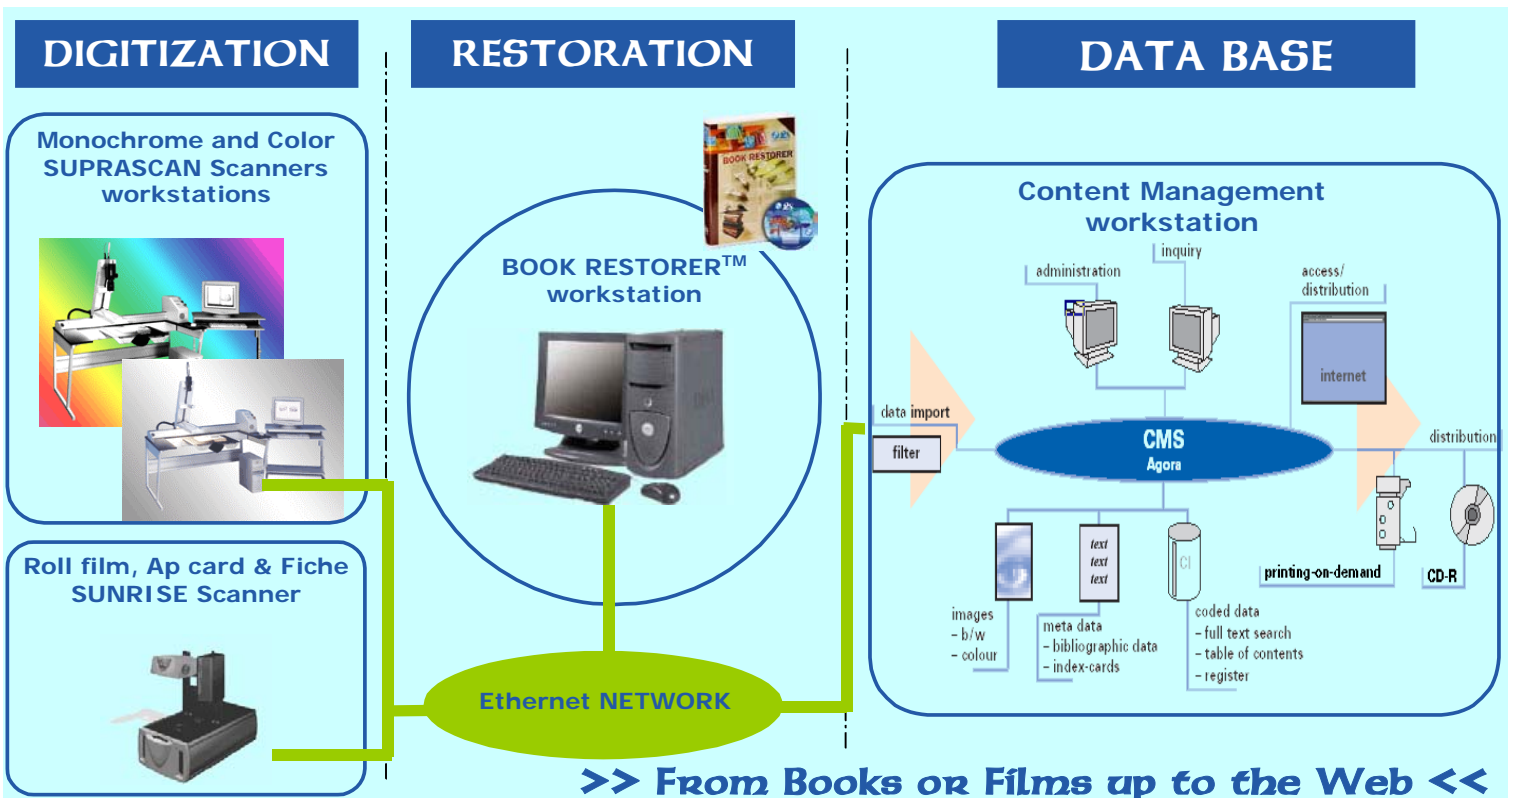 DIGITIZATION
RESTORATION
DATA BASE
Monochrome and Color
SUPRASCAN Scanners
workstations
Roll film, Ap card & Fiche
SUNRISE Scanner
BOOK RESTORER
BOOK RESTORER™
workstation
Ethernet NETWORK
Content Management
workstation
inquiry
administration
access/
distribution
internet
data import
filter
CMS
Agora
distribution
text
text
text
CI
printing-on-demand
CD-R
images
– b/w
– colour
meta data
– bibliographic data
– index-cards
coded data
– full text search
– table of contents
– register
>> From Books or Films up to the Web <<